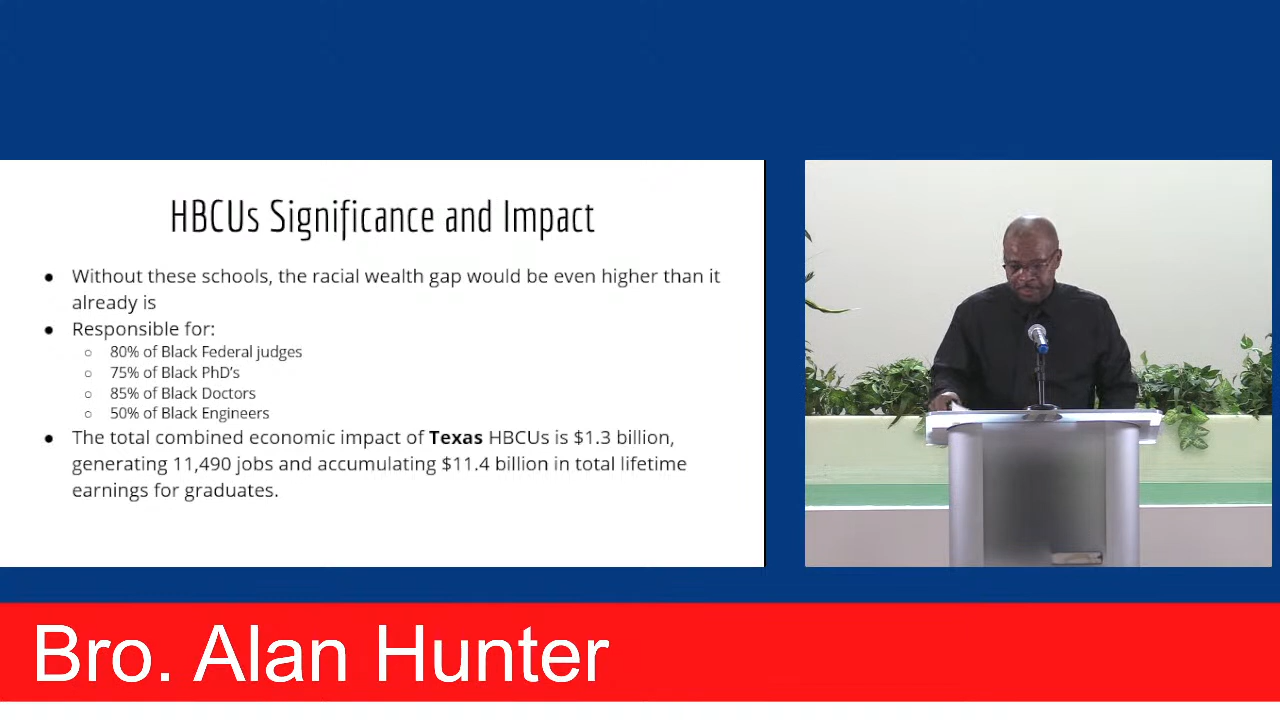 HBCUs Significance and Impact
● Without these schools, the racial wealth gap would be even higher than it
already is
● Responsible for:
○ 80% of Black Federal judges
○ 75% of Black PhD's
○ 85% of Black Doctors
○ 50% of Black Engineers
● The total combined economic impact of Texas HBCUs is $1.3 billion,
generating 11,490 jobs and accumulating $11.4 billion in total lifetime
earnings for graduates.
Bro. Alan Hunter